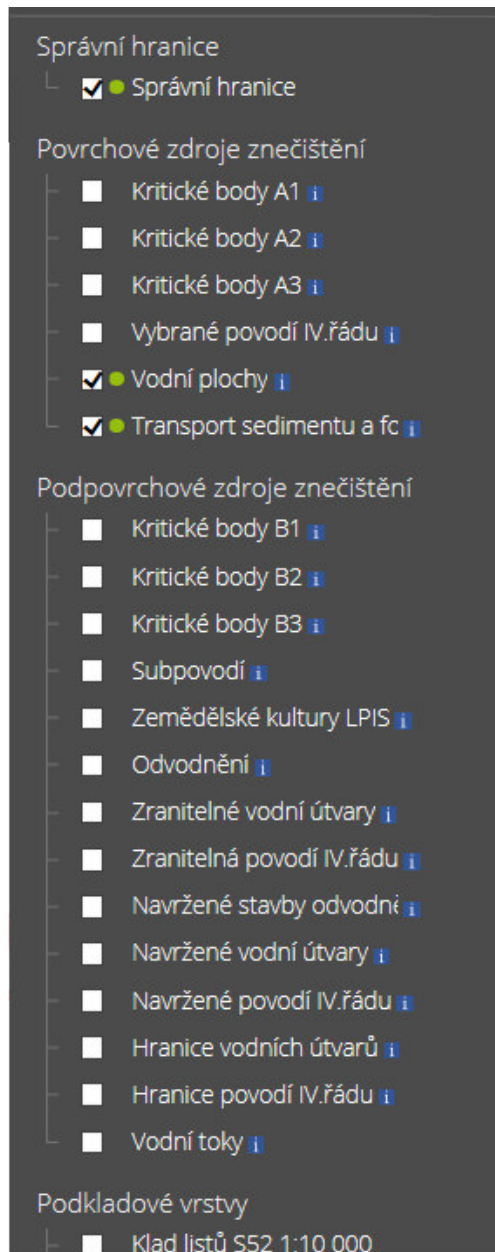 Správní hranice
Správní hranice
Povrchové zdroje znečištění
Kritické body A1 i
Kritické body A2 i
Kritické body A3 i
Vybrané povodí IV.řádu i
Vodní plochy i
Transport sedimentu a fo i
Podpovrchové zdroje znečištění
Kritické body B1 i
Kritické body B2 i
Kritické body B3 i
Subpovodí i
Zemědělské kultury LPIS i
Odvodnění i
Zranitelné vodní útvary i
Zranitelná povodí IV.řádu i
Navržené stavby odvodně i
Navržené vodní útvary i
Navržené povodí IV.řádu i
Hranice vodních útvarů i
Hranice povodí IV.řádu i
Vodní toky i
Podkladové vrstvy
Klad listů S52 1:10 000